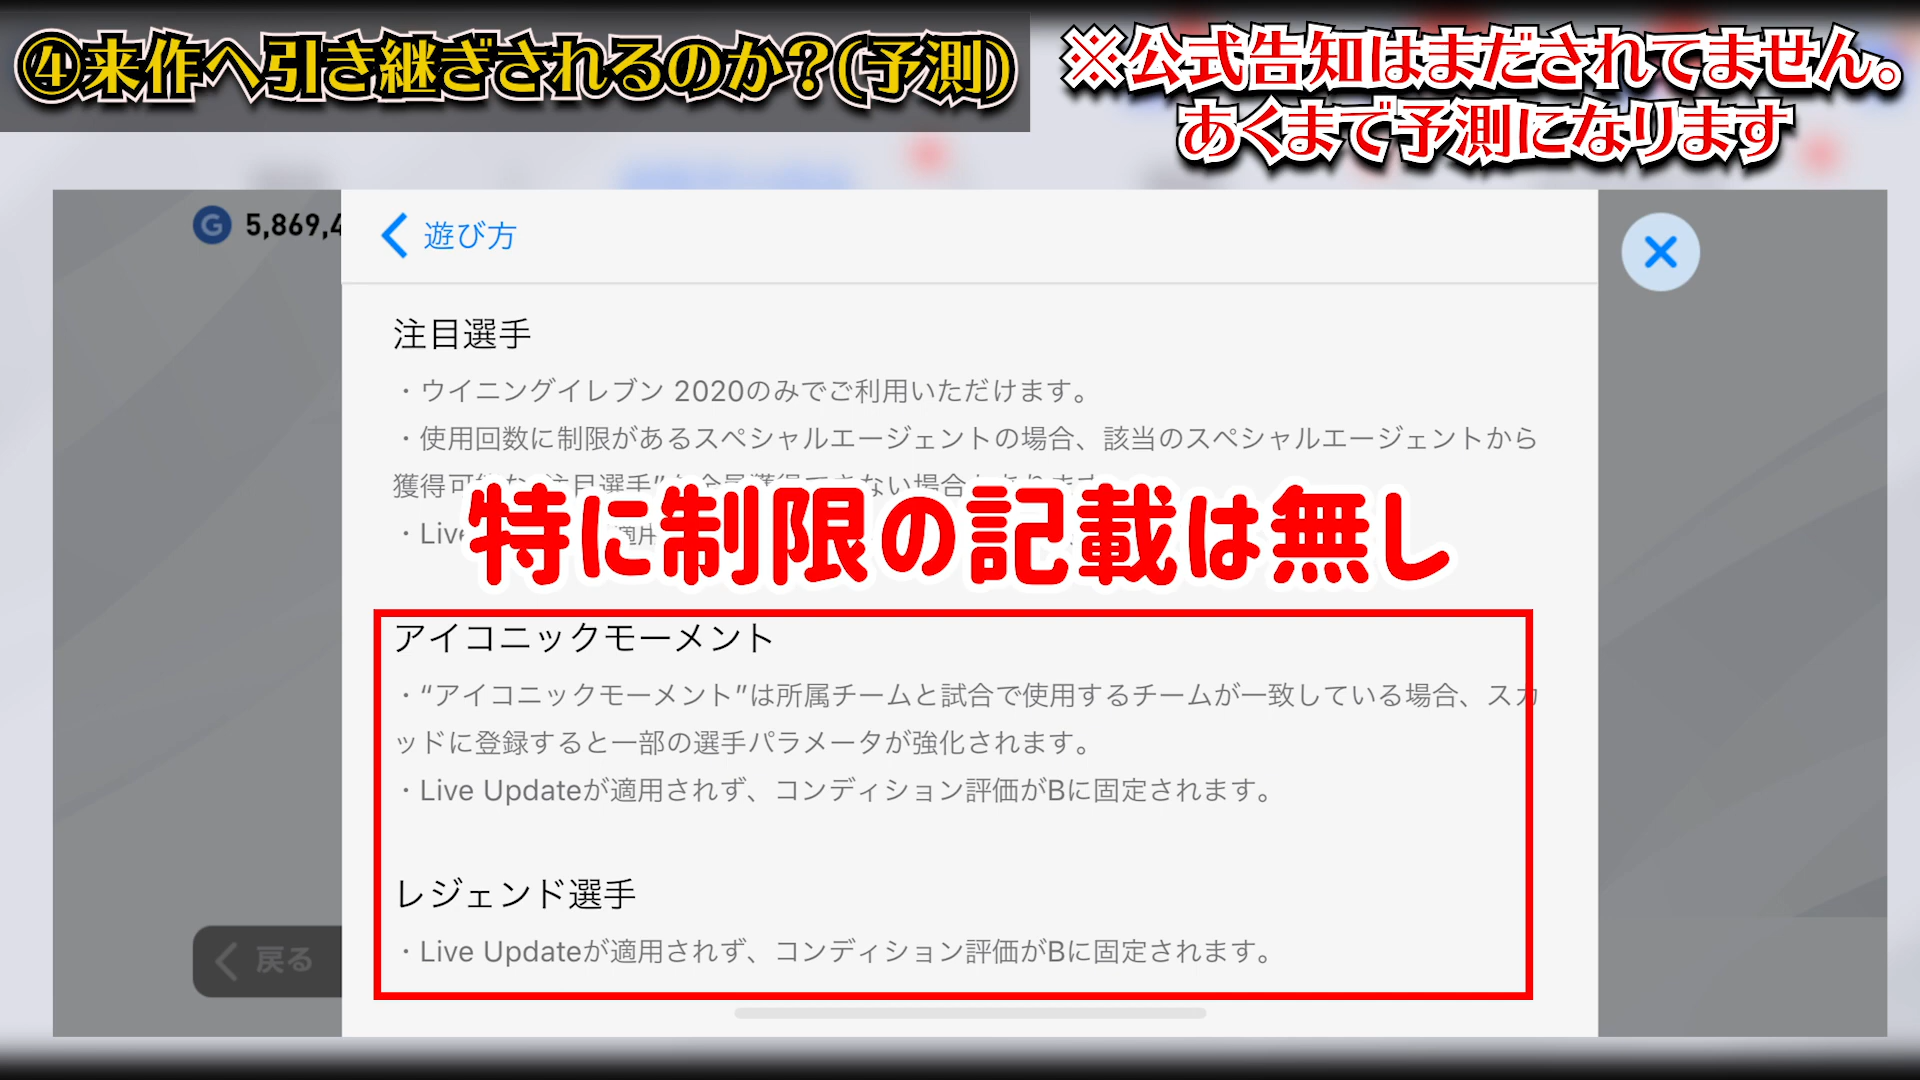 ④来作へ引き継ぎされるのか?(予測)
※公式告知はまだされてません。
あくまで予測になります
G 5,869,4
遊び方
注目選手
・ウイニングイレブン 2020のみでご利用いただけます。
・使用回数に制限があるスペシャルエージェントの場合、該当のスペシャルエージェントから
獲得
・Live
特に制限の記載は無し
アイコニックモーメント
・“アイコニックモーメント”は所属チームと試合で使用するチームが一致している場合、スカ
ッドに登録すると一部の選手パラメータが強化されます。
・Live Updateが適用されず、コンディション評価がBに固定されます。
レジェンド選手
・Live Updateが適用されず、コンディション評価がBに固定されます。
戻る